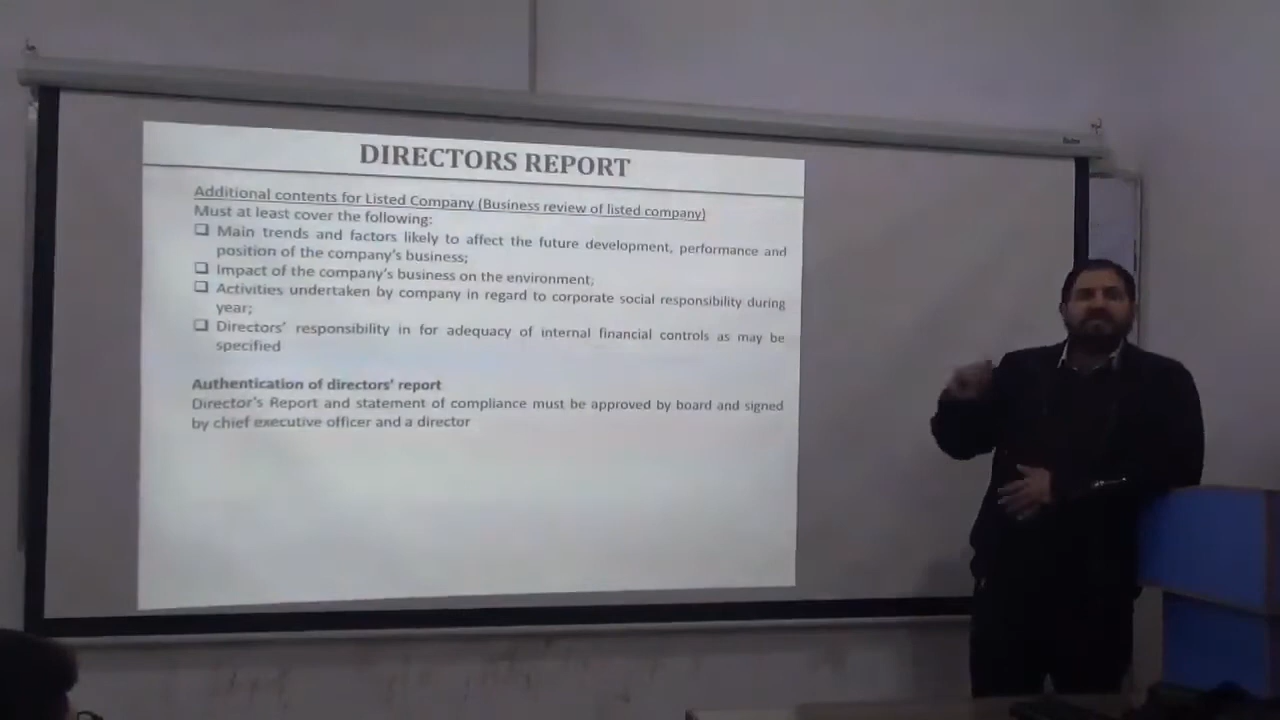 DIRECTORS REPORT
Additional contents for Listed Company (Business review of listed company)
Must at least cover the following:
❑ Main trends and factors likely to affect the future development, performance and
position of the company's business;
❑ Impact of the company's business on the environment;
❑ Activities undertaken by company in regard to corporate social responsibility during
year;
❑ Directors' responsibility in for adequacy of internal financial controls as may be
specified
Authentication of directors' report
Director's Report and statement of compliance must be approved by board and signed
by chief executive officer and a director